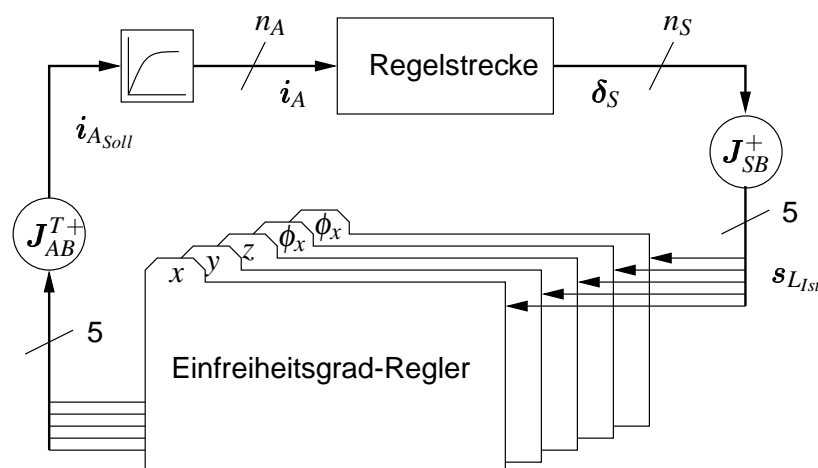 n_A
n_S
Regelstrecke
i_A
δ_S
i_{A_{Soll}}
J_{SB}^+
J_{AB}^{T+}
5
ϕ_x
ϕ_x
z
y
x
s_{L_{Ist}}
5
Einfreiheitsgrad-Regler